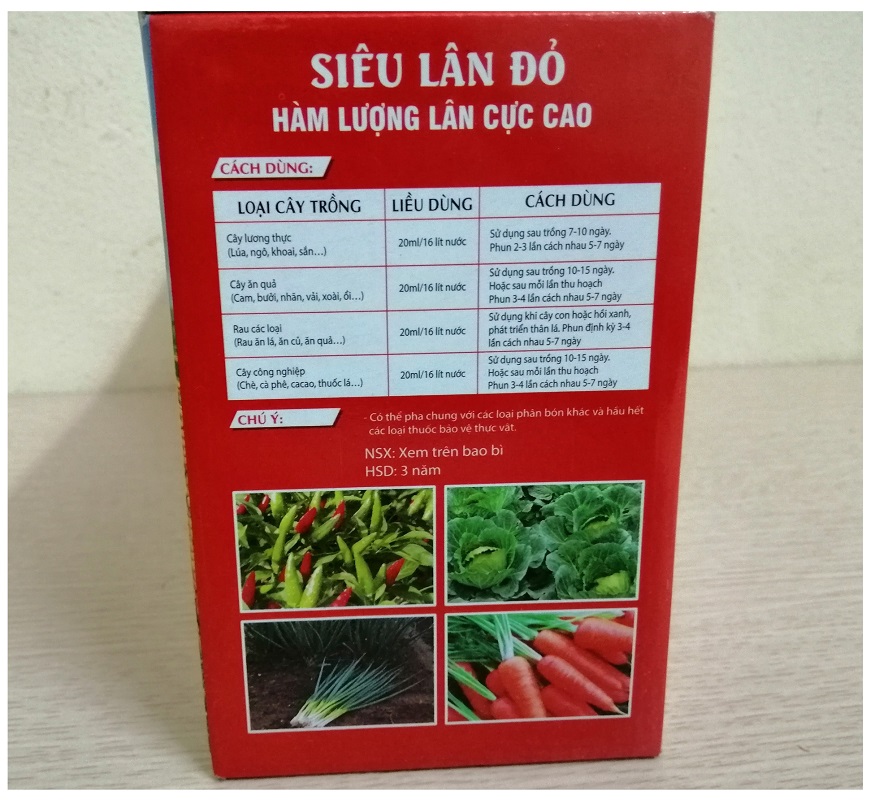 SIÊU LÂN ĐỎ
HÀM LƯỢNG LÂN CỰC CAO
CÁCH DÙNG:
LOẠI CÂY TRỒNG LIỀU DÙNG CÁCH DÙNG
Cây lương thực
(Lúa, ngô, khoai, sắn...)
20ml/16 lít nước
Sử dụng sau trồng 7-10 ngày.
Phun 2-3 lần cách nhau 5-7 ngày
Cây ăn quả
(Cam, bưởi, nhãn, vải, xoài, ổi...)
20ml/16 lít nước
Sử dụng sau trồng 10-15 ngày.
Hoặc sau mỗi lần thu hoạch
Phun 3-4 lần cách nhau 5-7 ngày
Rau các loại
(Rau ăn lá, ăn củ, ăn quả...)
20ml/16 lít nước
Sử dụng khi cây con hoặc hồi xanh,
phát triển thân lá. Phun định kỳ 3-4
lần cách nhau 5-7 ngày
Cây công nghiệp
(Chè, cà phê, cacao, thuốc lá...)
20ml/16 lít nước
Sử dụng sau trồng 10-15 ngày.
Hoặc sau mỗi lần thu hoạch
Phun 3-4 lần cách nhau 5-7 ngày
CHÚ Ý:
- Có thể pha chung với các loại phân bón khác và hầu hết
các loại thuốc bảo vệ thực vật.
NSX: Xem trên bao bì
HSD: 3 năm